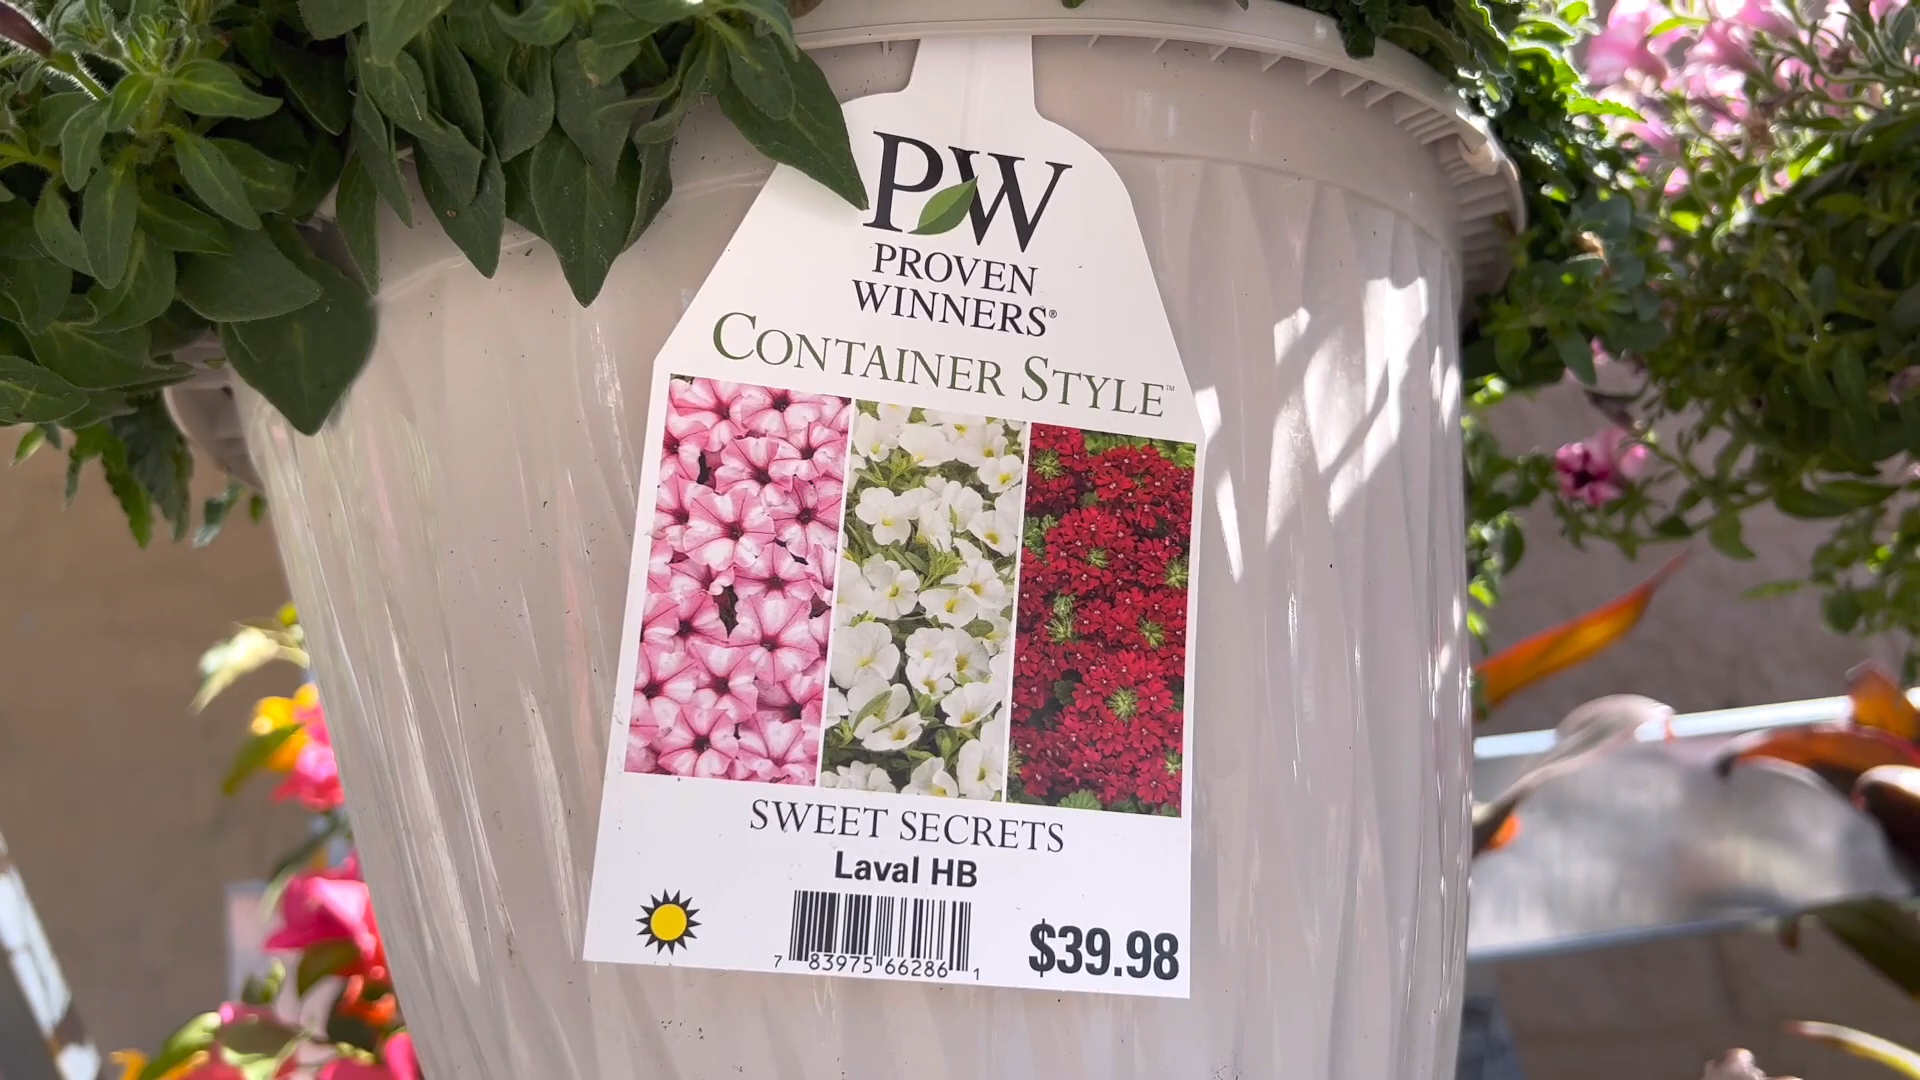 PW
PROVEN
WINNERS®
CONTAINER STYLE™
SWEET SECRETS
Laval HB
7 83975 66286 1
$39.98